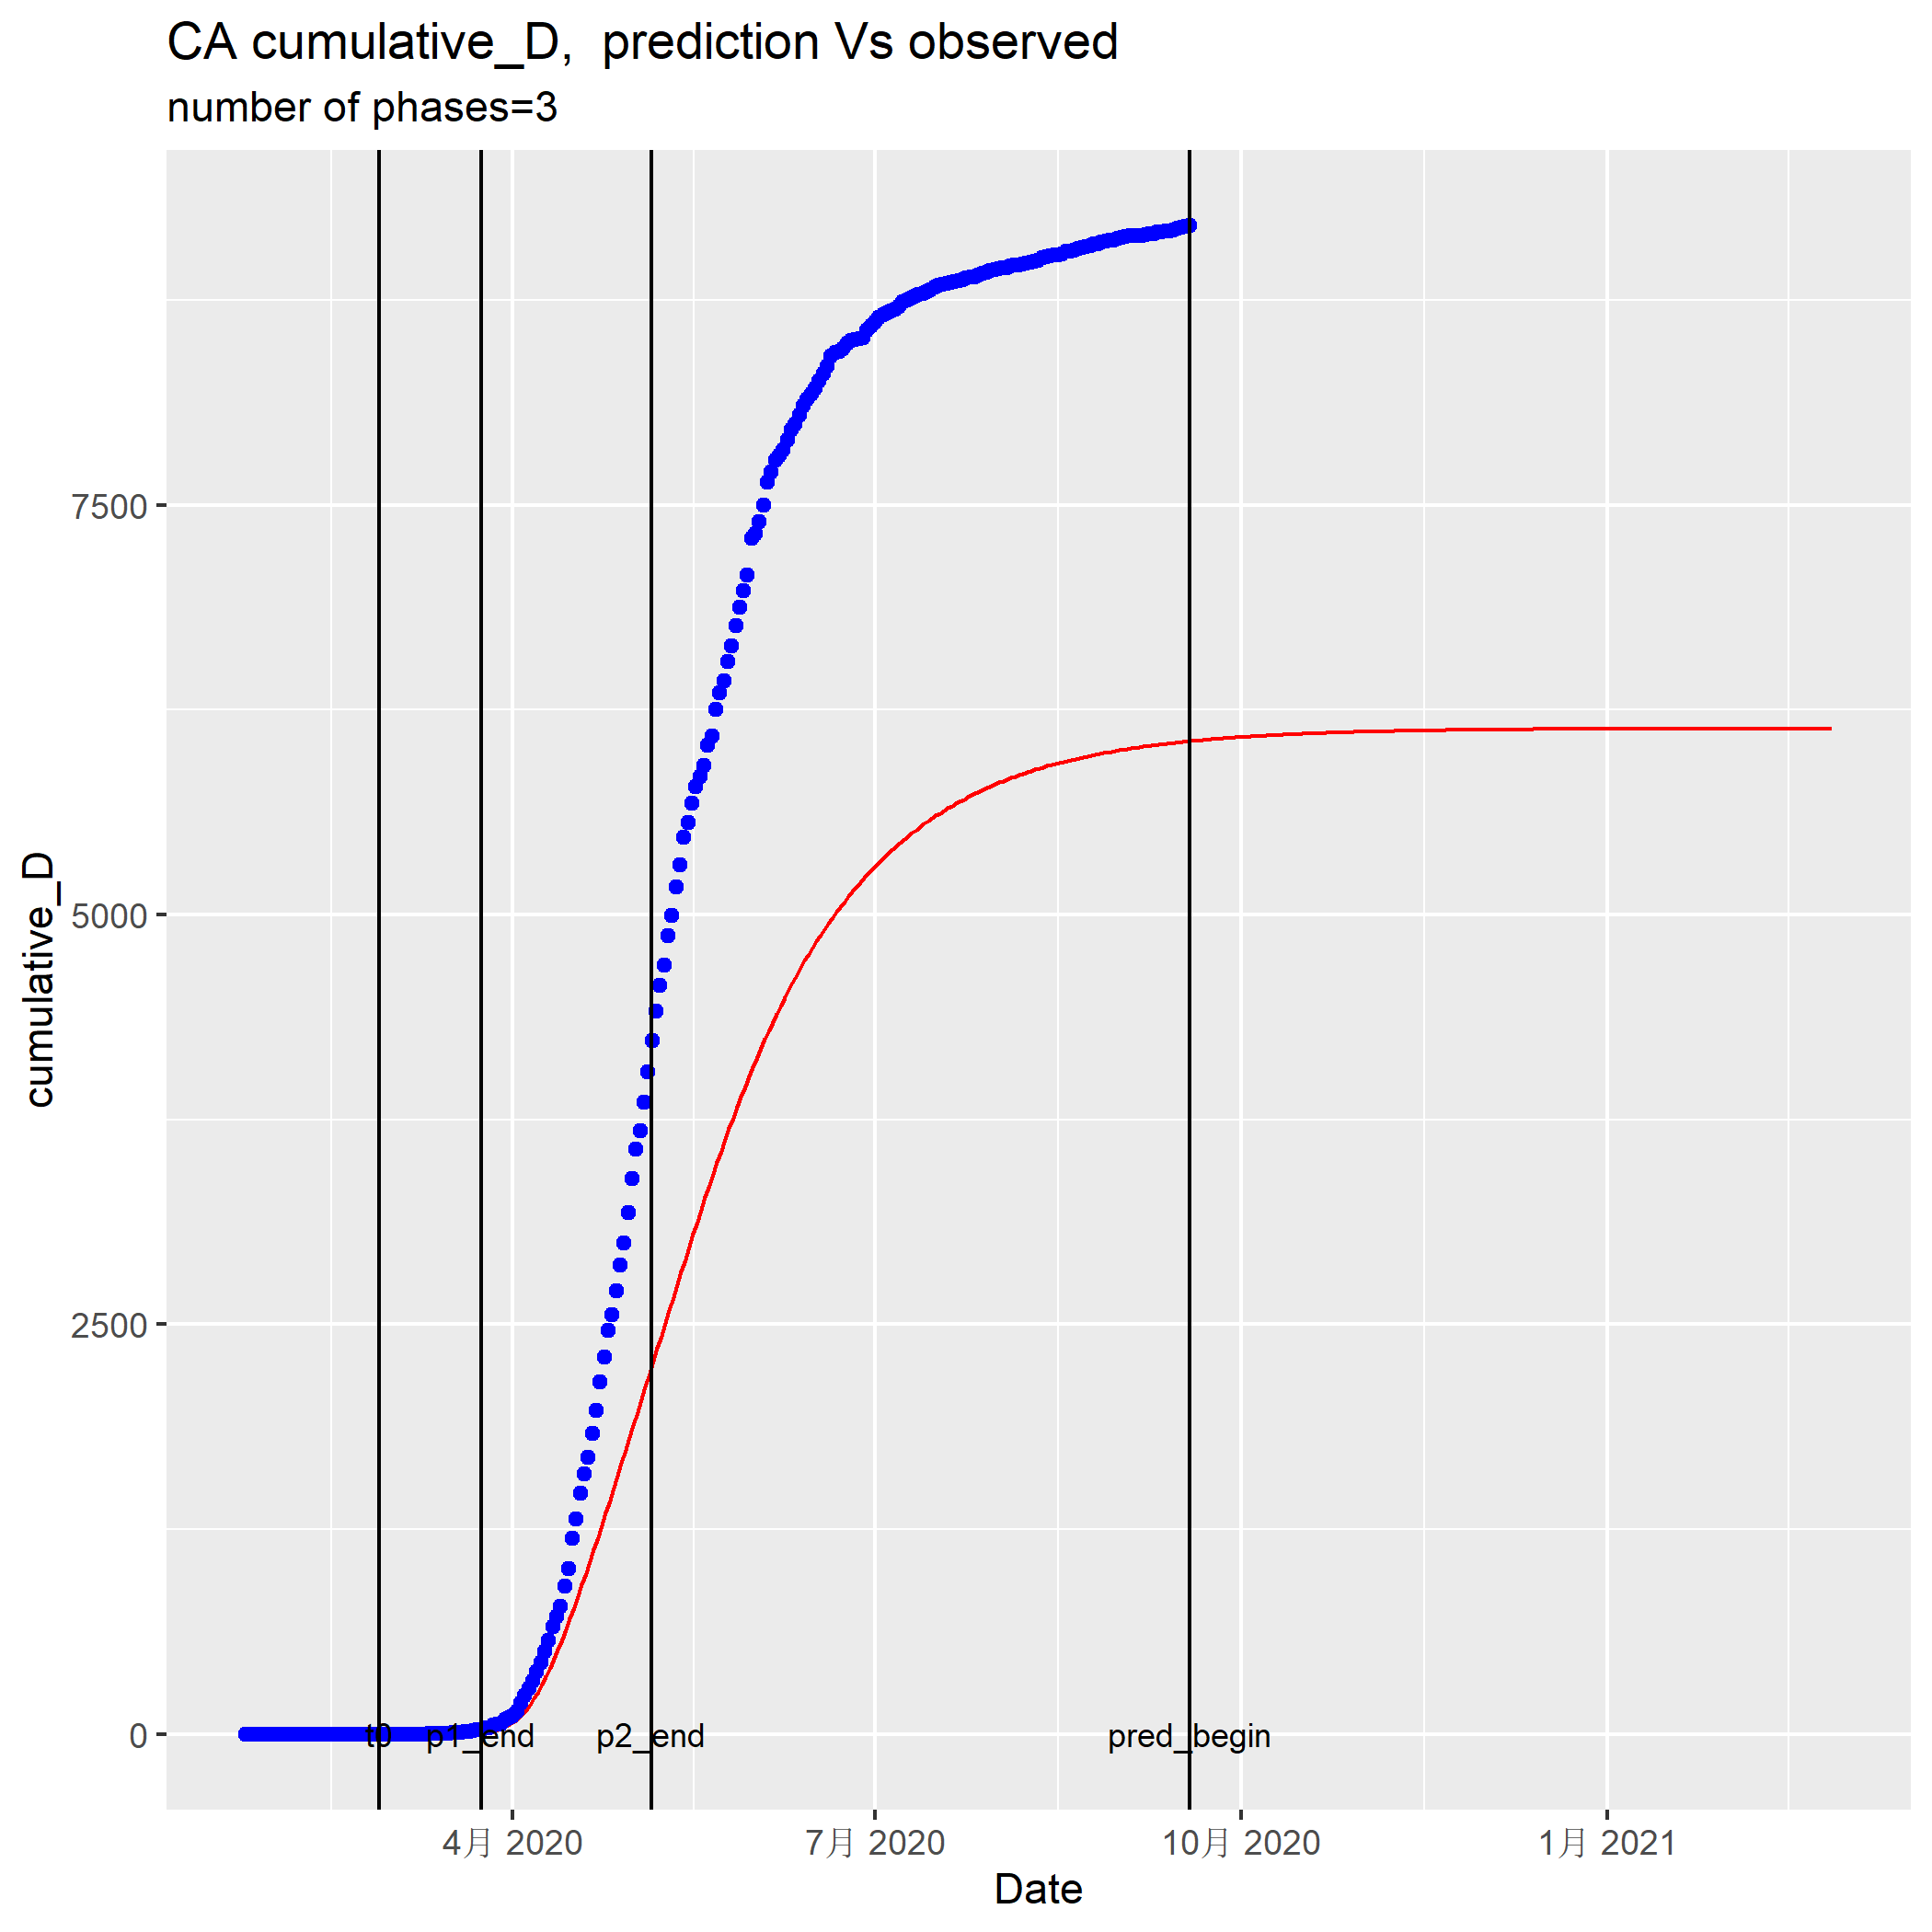 CA cumulative_D,  prediction Vs observed
number of phases=3
cumulative_D
7500
5000
2500
0
t0
p1_end
p2_end
pred_begin
4月 2020
7月 2020
10月 2020
1月 2021
Date